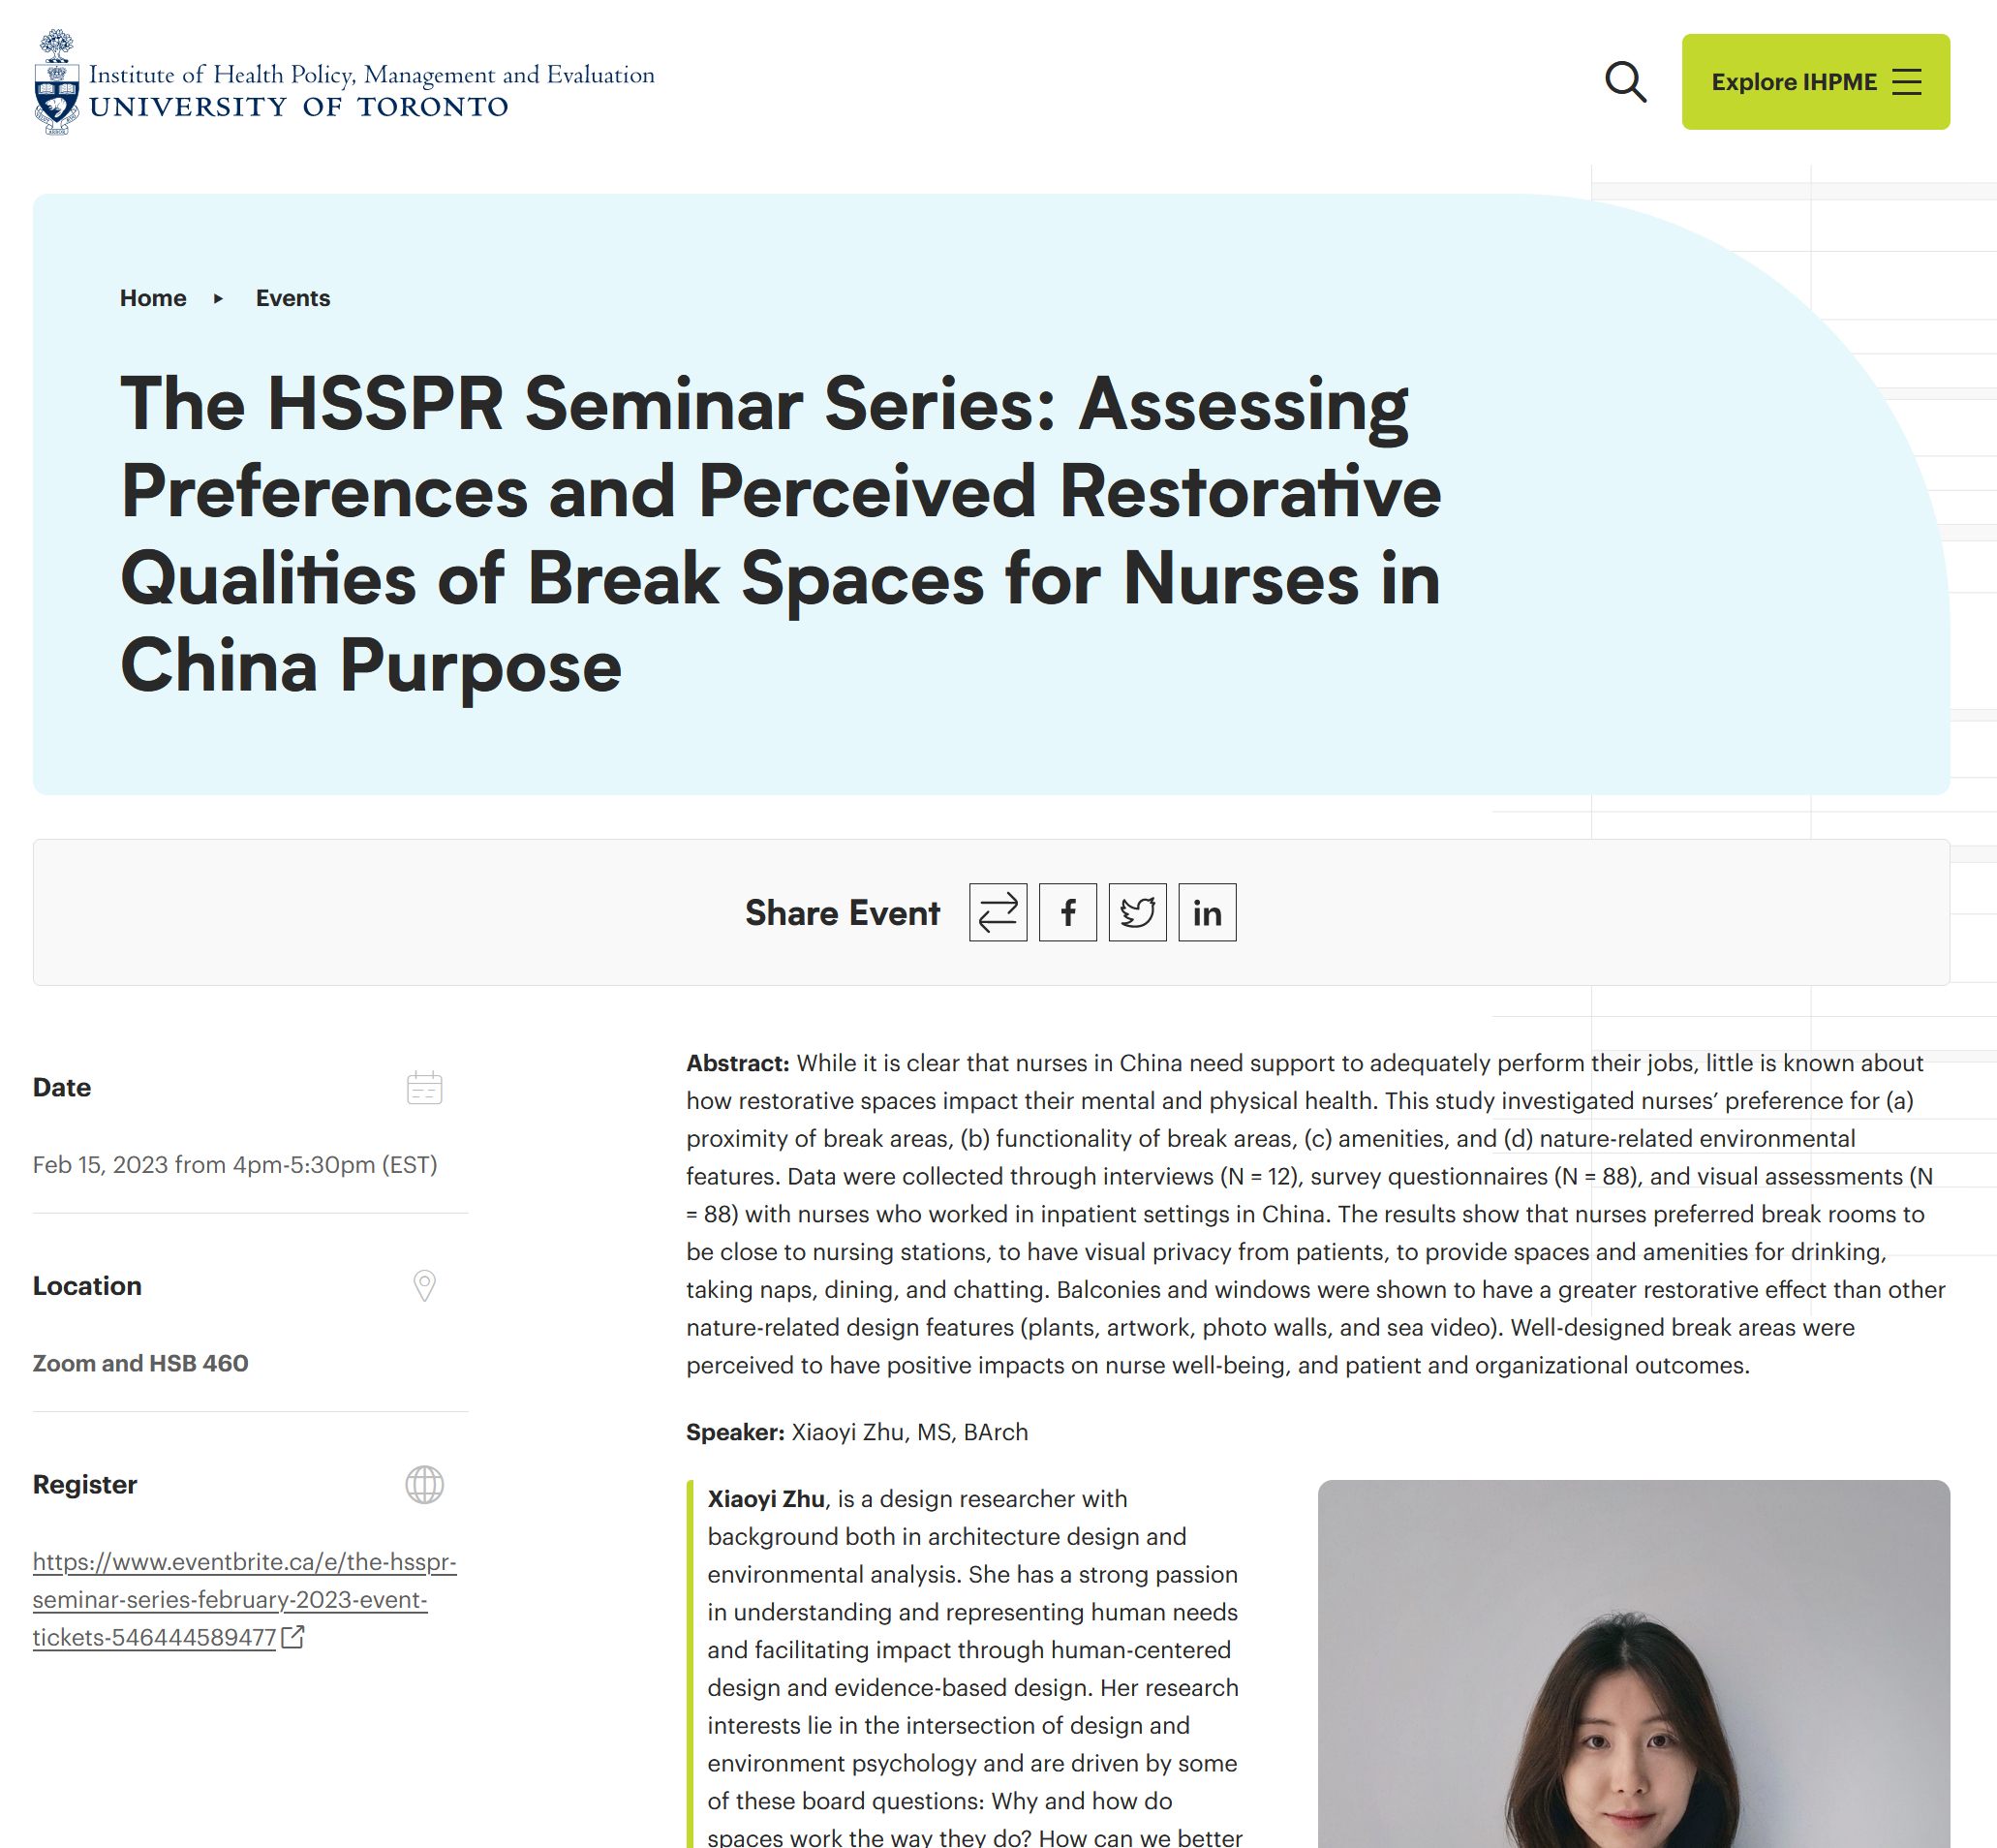 Institute of Health Policy, Management and Evaluation
UNIVERSITY OF TORONTO
Explore IHPME
Home
Events
The HSSPR Seminar Series: Assessing
Preferences and Perceived Restorative
Qualities of Break Spaces for Nurses in
China Purpose
Share Event
Date
Feb 15, 2023 from 4pm-5:30pm (EST)
Location
Zoom and HSB 460
Register
https://www.eventbrite.ca/e/the-hsspr-
seminar-series-february-2023-event-
tickets-546444589477
Abstract: While it is clear that nurses in China need support to adequately perform their jobs, little is known about
how restorative spaces impact their mental and physical health. This study investigated nurses’ preference for (a)
proximity of break areas, (b) functionality of break areas, (c) amenities, and (d) nature-related environmental
features. Data were collected through interviews (N = 12), survey questionnaires (N = 88), and visual assessments (N
= 88) with nurses who worked in inpatient settings in China. The results show that nurses preferred break rooms to
be close to nursing stations, to have visual privacy from patients, to provide spaces and amenities for drinking,
taking naps, dining, and chatting. Balconies and windows were shown to have a greater restorative effect than other
nature-related design features (plants, artwork, photo walls, and sea video). Well-designed break areas were
perceived to have positive impacts on nurse well-being, and patient and organizational outcomes.
Speaker: Xiaoyi Zhu, MS, BArch
Xiaoyi Zhu, is a design researcher with
background both in architecture design and
environmental analysis. She has a strong passion
in understanding and representing human needs
and facilitating impact through human-centered
design and evidence-based design. Her research
interests lie in the intersection of design and
environment psychology and are driven by some
of these board questions: Why and how do
spaces work the way they do? How can we better